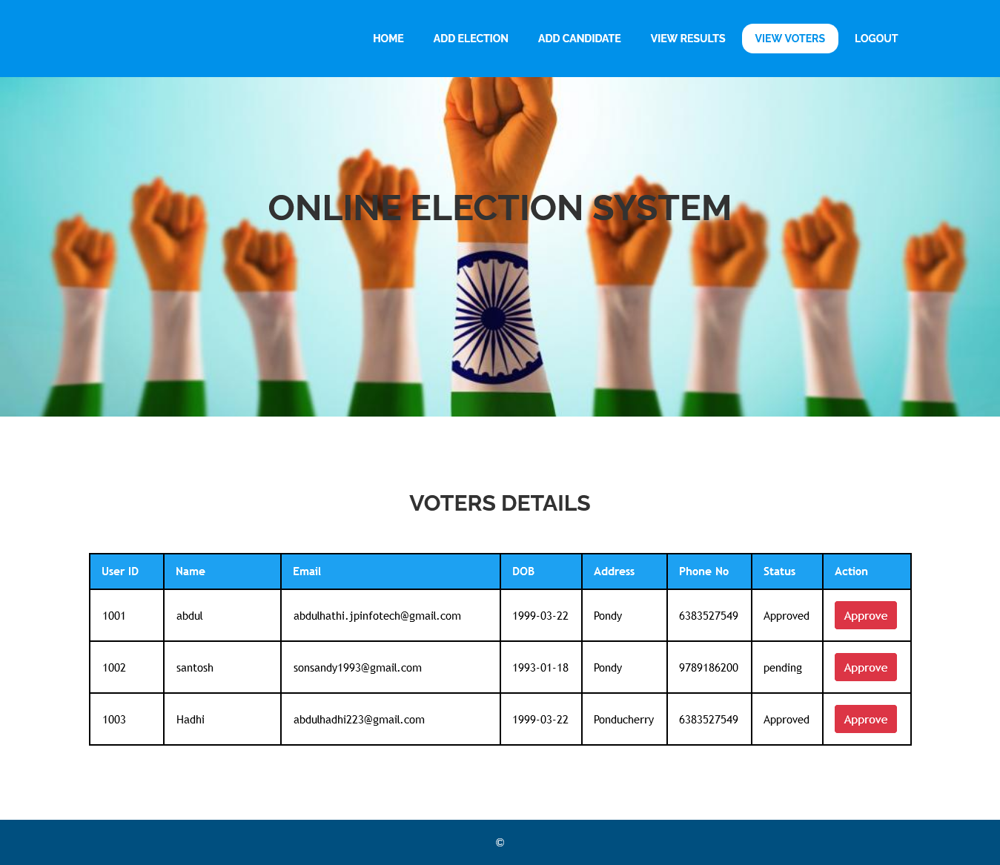 HOME ADD ELECTION ADD CANDIDATE VIEW RESULTS VIEW VOTERS LOGOUT
ONLINE ELECTION SYSTEM
VOTERS DETAILS
User ID Name Email DOB Address Phone No Status Action
1001 abdul abdulhathi.jpinfotech@gmail.com 1999-03-22 Pondy 6383527549 Approved Approve
1002 santosh sonsandy1993@gmail.com 1993-01-18 Pondy 9789186200 pending Approve
1003 Hadhi abdulhadhi223@gmail.com 1999-03-22 Ponducherry 6383527549 Approved Approve
©